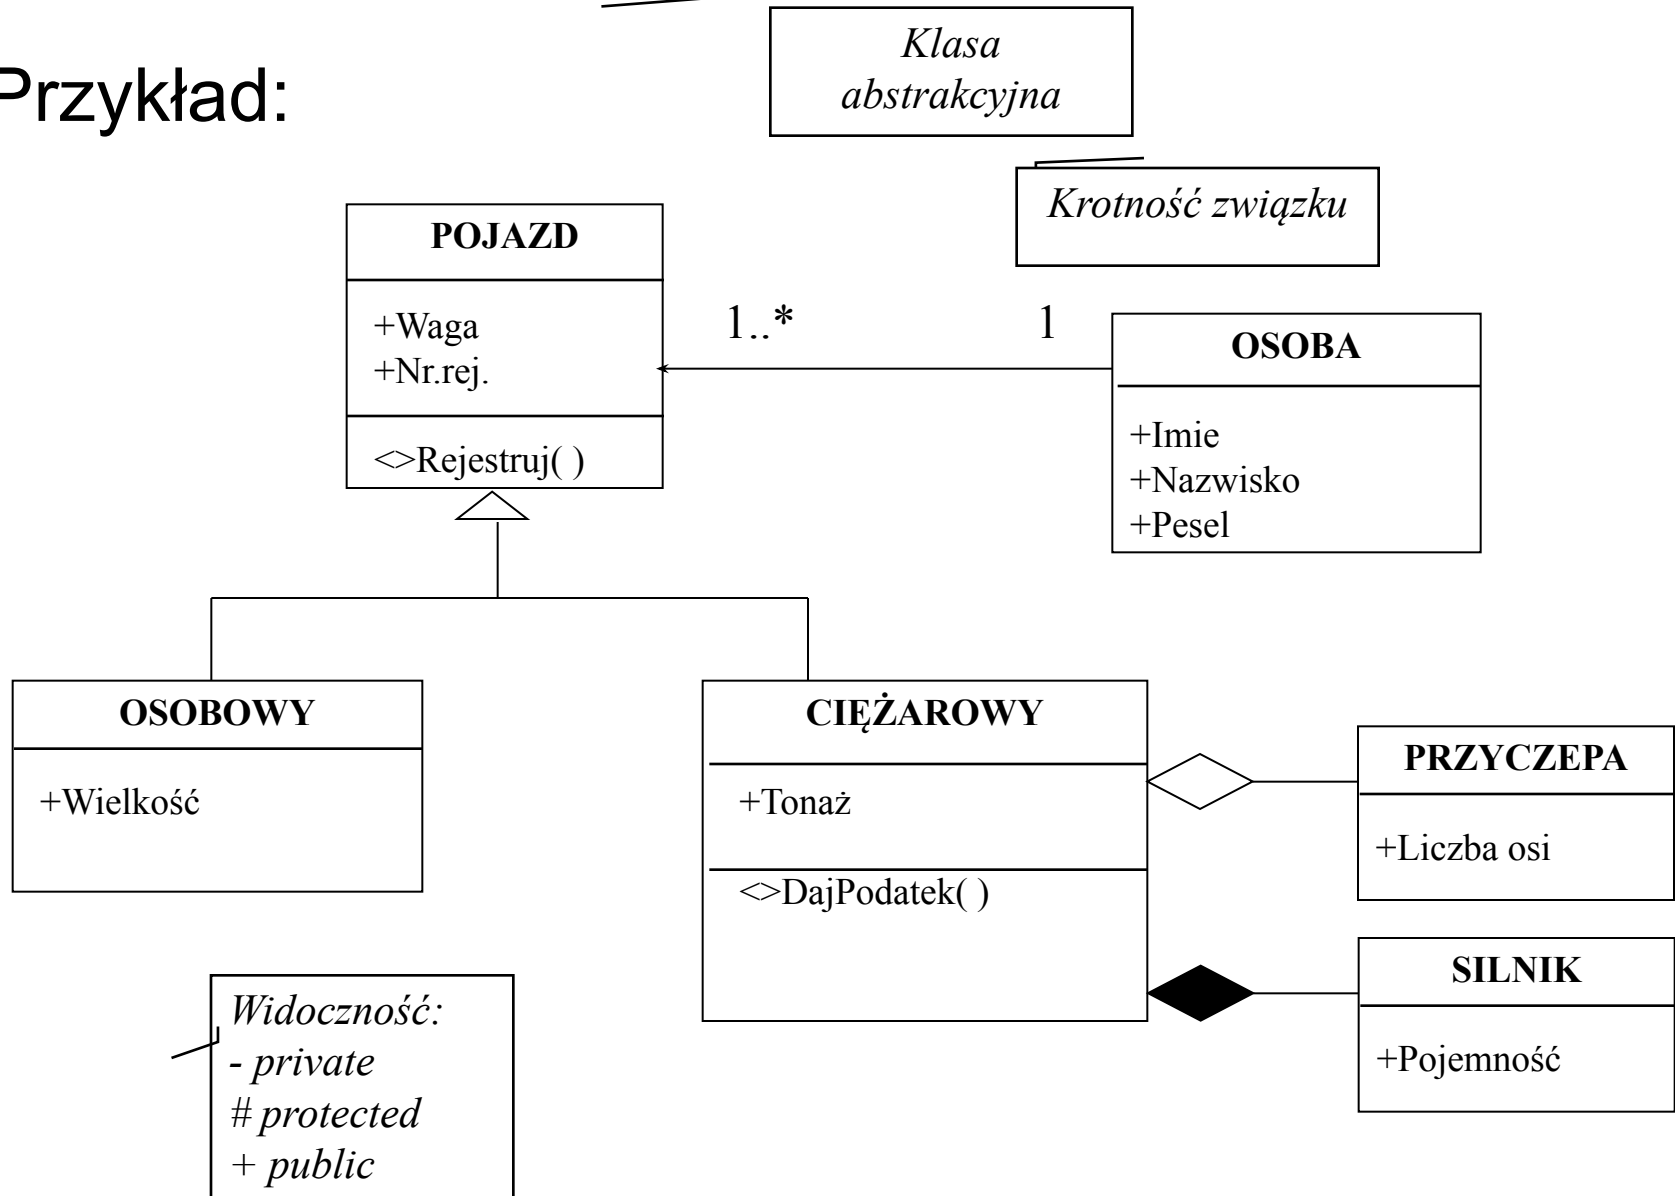 Przykład:
Klasa
abstrakcyjna
Krotność związku
POJAZD
+Waga
+Nr.rej.
<>Rejestruj( )
1..*
1
OSOBA
+Imie
+Nazwisko
+Pesel
OSOBOWY
+Wielkość
CIĘŻAROWY
+Tonaż
<>DajPodatek( )
PRZYCZEPA
+Liczba osi
SILNIK
+Pojemność
Widoczność:
- private
# protected
+ public